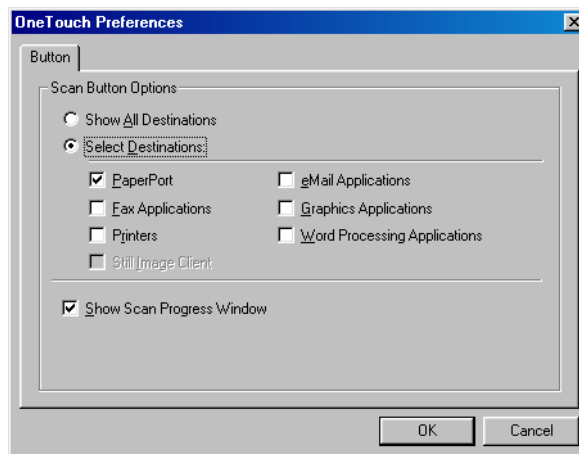 OneTouch Preferences
Button
Scan Button Options
Show All Destinations
Select Destinations:
PaperPort
eMail Applications
Fax Applications
Graphics Applications
Printers
Word Processing Applications
Still Image Client
Show Scan Progress Window
OK
Cancel